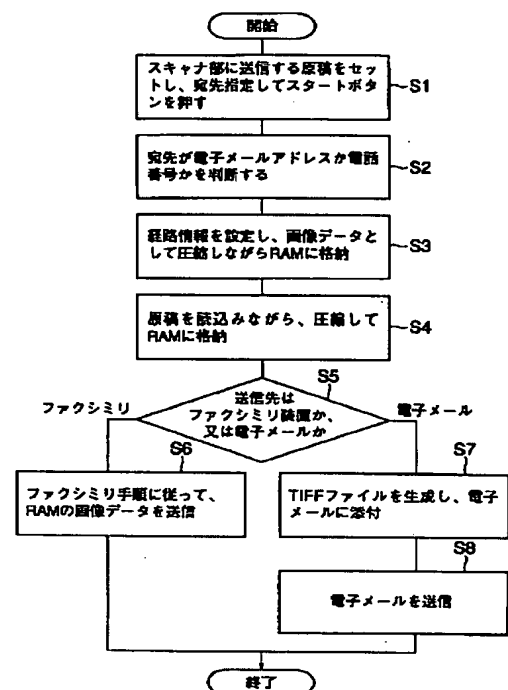 開始
スキャナ部に送信する原稿をセッ
トし、宛先指定してスタートボタ
ンを押す
S1
宛先が電子メールアドレスか電話
番号かを判断する
S2
経路情報を設定し、画像データと
して圧縮しながらRAMに格納
S3
原稿を読込みながら、圧縮して
RAMに格納
S4
S5
送信先は
ファクシミリ装置か、
又は電子メールか
ファクシミリ
電子メール
S6
ファクシミリ手順に従って、
RAMの画像データを送信
S7
TIFFファイルを生成し、電子
メールに添付
S8
電子メールを送信
終了